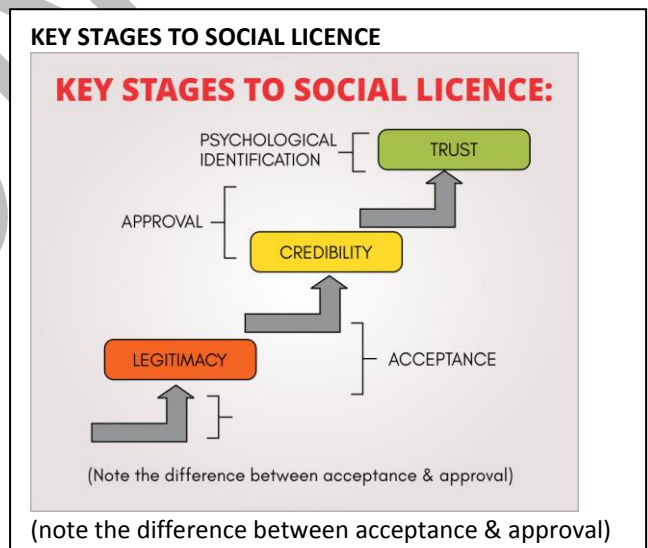 KEY STAGES TO SOCIAL LICENCE
KEY STAGES TO SOCIAL LICENCE:
PSYCHOLOGICAL
IDENTIFICATION
TRUST
APPROVAL
CREDIBILITY
LEGITIMACY
ACCEPTANCE
(Note the difference between acceptance & approval)
(note the difference between acceptance & approval)